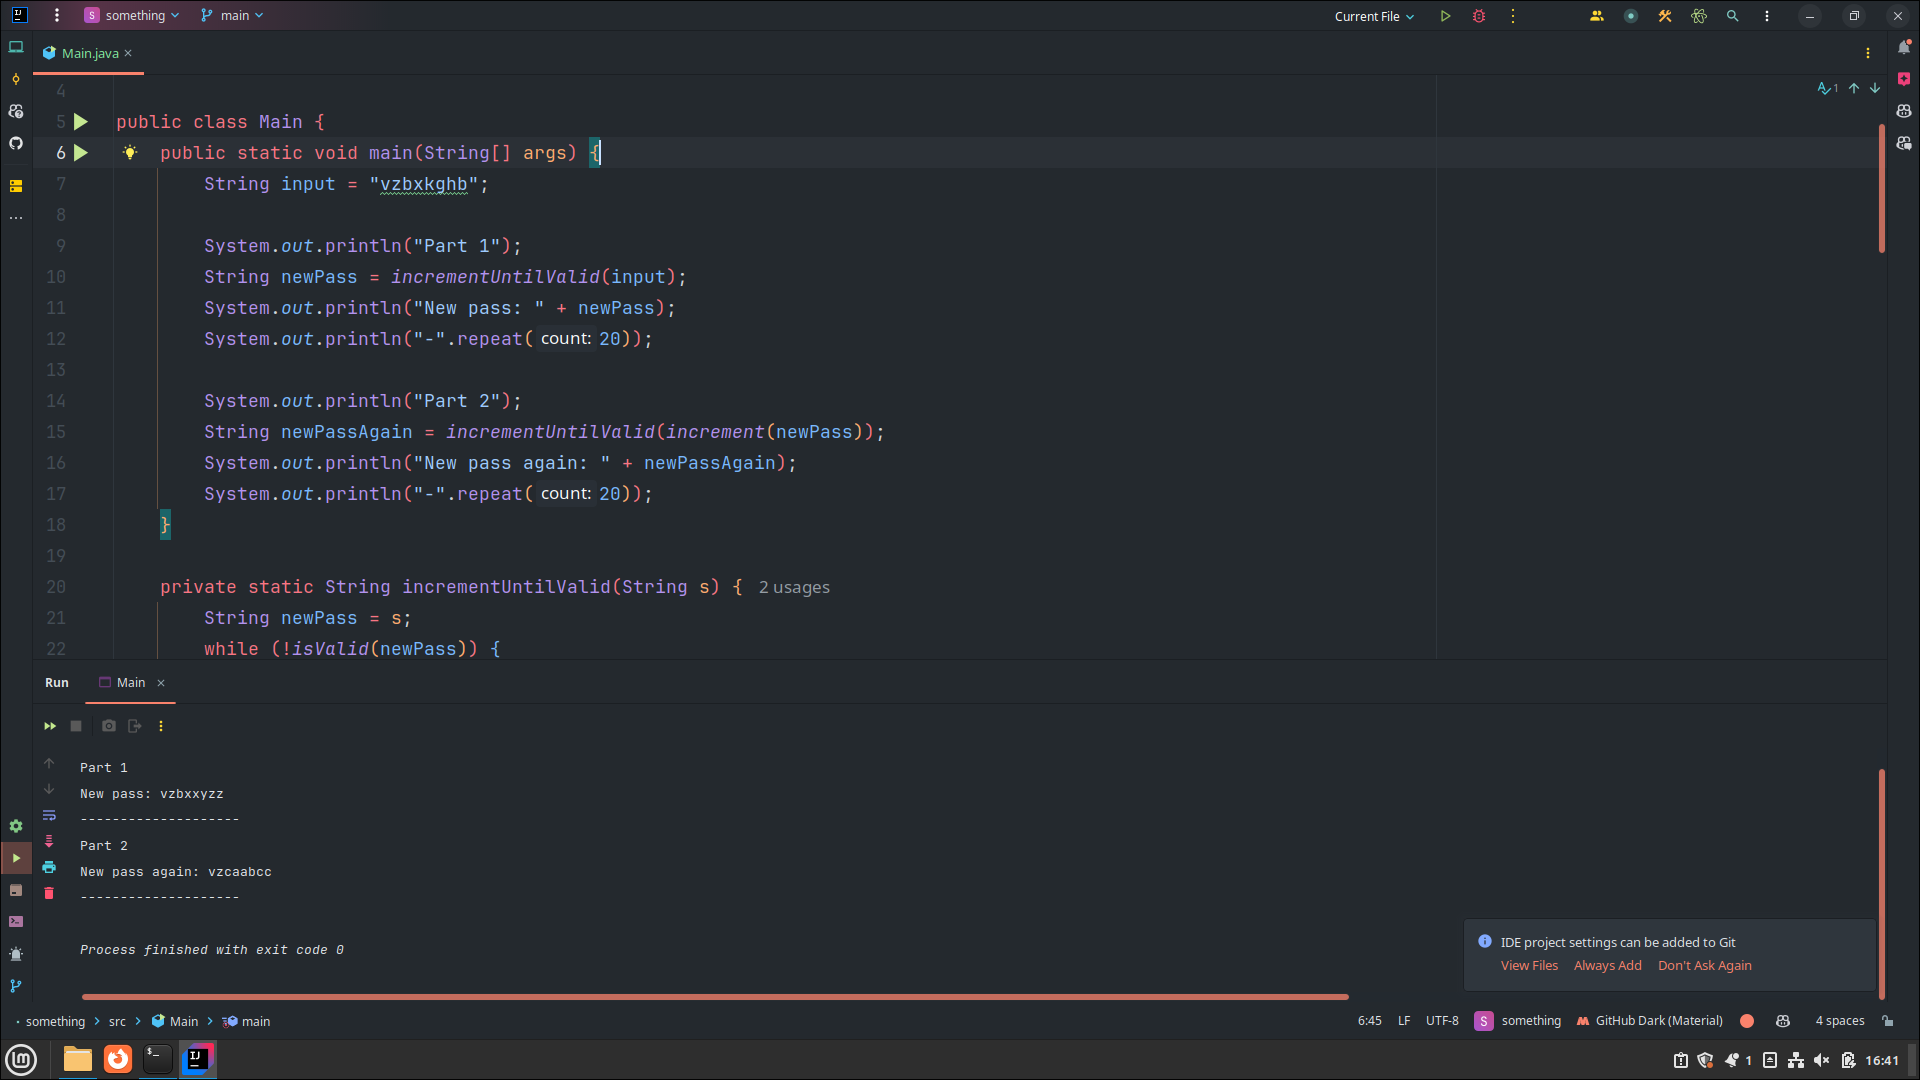 S something main Current File
Main.java
4
5 public class Main {
6 public static void main(String[] args) {
7 String input = "vzbxkghb";
8
9 System.out.println("Part 1");
10 String newPass = incrementUntilValid(input);
11 System.out.println("New pass: " + newPass);
12 System.out.println("-".repeat( count: 20));
13
14 System.out.println("Part 2");
15 String newPassAgain = incrementUntilValid(increment(newPass));
16 System.out.println("New pass again: " + newPassAgain);
17 System.out.println("-".repeat( count: 20));
18 }
19
20 private static String incrementUntilValid(String s) { 2 usages
21 String newPass = s;
22 while (!isValid(newPass)) {
1
Run Main
Part 1
New pass: vzbxxyzz
--------------------
Part 2
New pass again: vzcaabcc
--------------------
Process finished with exit code 0
IDE project settings can be added to Git
View Files Always Add Don't Ask Again
something > src > Main > main 6:45 LF UTF-8 S something GitHub Dark (Material) 4 spaces
1 16:41